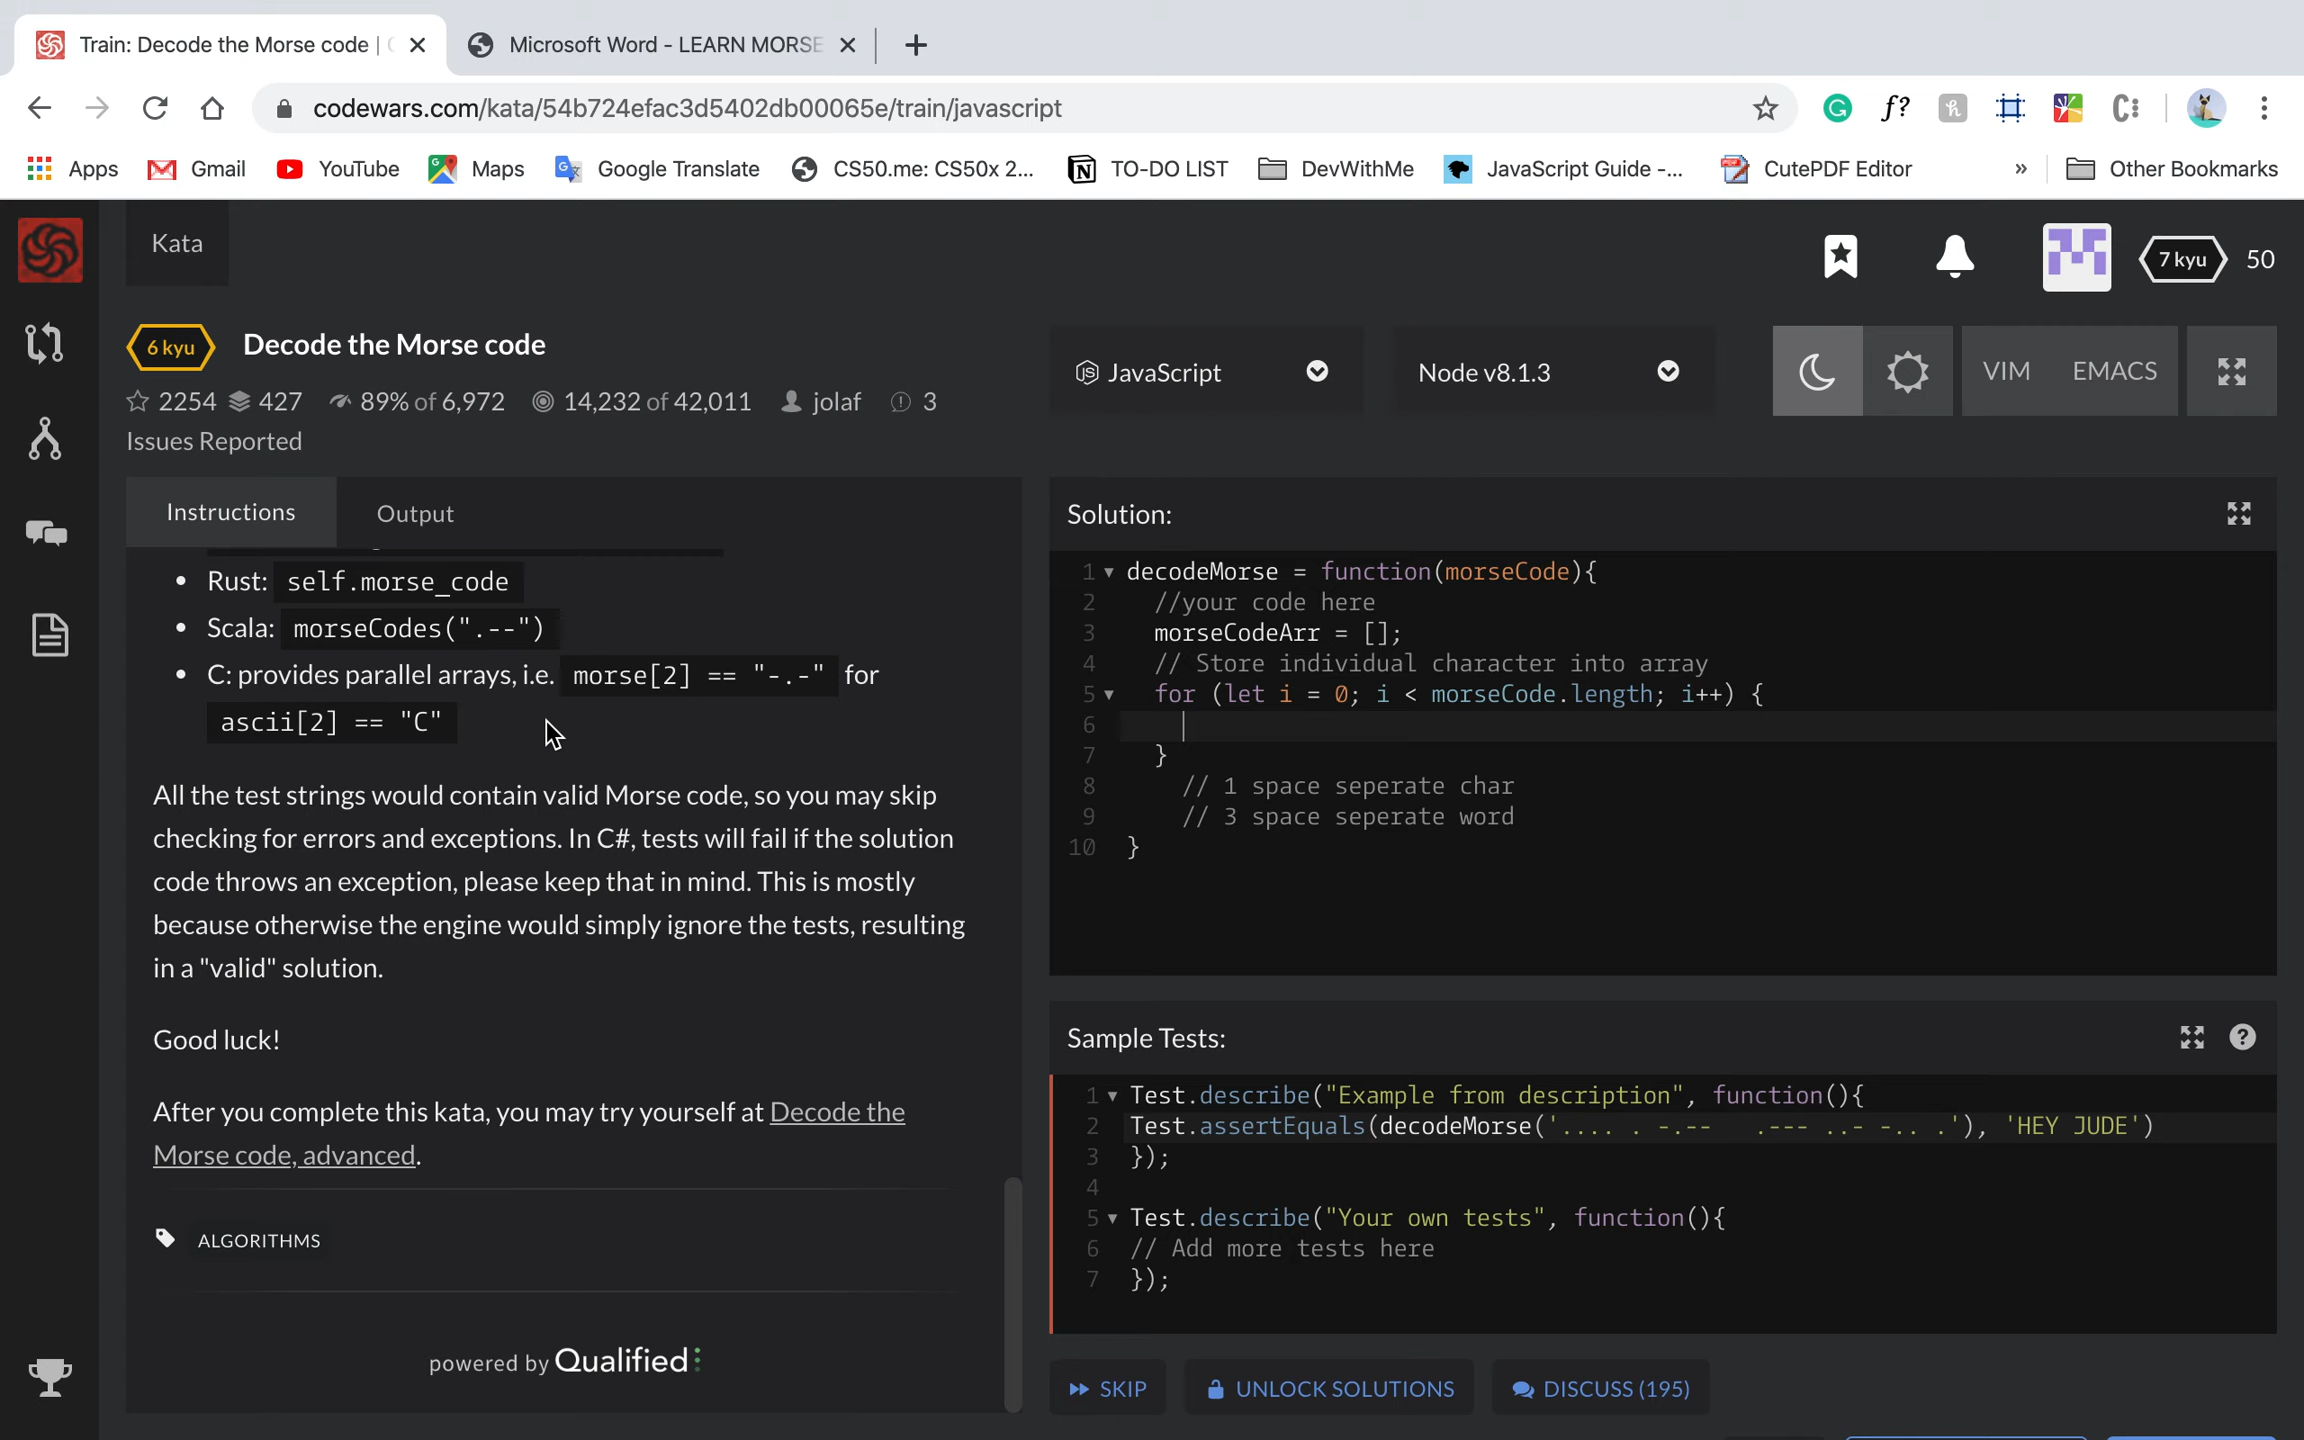 Train: Decode the Morse code |
Microsoft Word - LEARN MORSE
codewars.com/kata/54b724efac3d5402db00065e/train/javascript
f?
Apps Gmail YouTube Maps Google Translate CS50.me: CS50x 2... TO-DO LIST DevWithMe JavaScript Guide -... CutePDF Editor » Other Bookmarks
Kata
7 kyu 50
6 kyu Decode the Morse code
2254 427 89% of 6,972 14,232 of 42,011 jolaf 3
Issues Reported
JavaScript Node v8.1.3 VIM EMACS
Instructions Output
• Rust: self.morse_code
• Scala: morseCodes(".--")
• C: provides parallel arrays, i.e. morse[2] == "-.-" for
ascii[2] == "C"
All the test strings would contain valid Morse code, so you may skip
checking for errors and exceptions. In C#, tests will fail if the solution
code throws an exception, please keep that in mind. This is mostly
because otherwise the engine would simply ignore the tests, resulting
in a "valid" solution.
Good luck!
After you complete this kata, you may try yourself at Decode the
Morse code, advanced.
ALGORITHMS
powered by Qualified
Solution:
1 decodeMorse = function(morseCode){
2 //your code here
3 morseCodeArr = [];
4 // Store individual character into array
5 for (let i = 0; i < morseCode.length; i++) {
6
7 }
8 // 1 space seperate char
9 // 3 space seperate word
10 }
Sample Tests:
1 Test.describe("Example from description", function(){
2 Test.assertEquals(decodeMorse('.... . -.--   .--- ..- -.. .'), 'HEY JUDE')
3 });
4
5 Test.describe("Your own tests", function(){
6 // Add more tests here
7 });
SKIP UNLOCK SOLUTIONS DISCUSS (195)